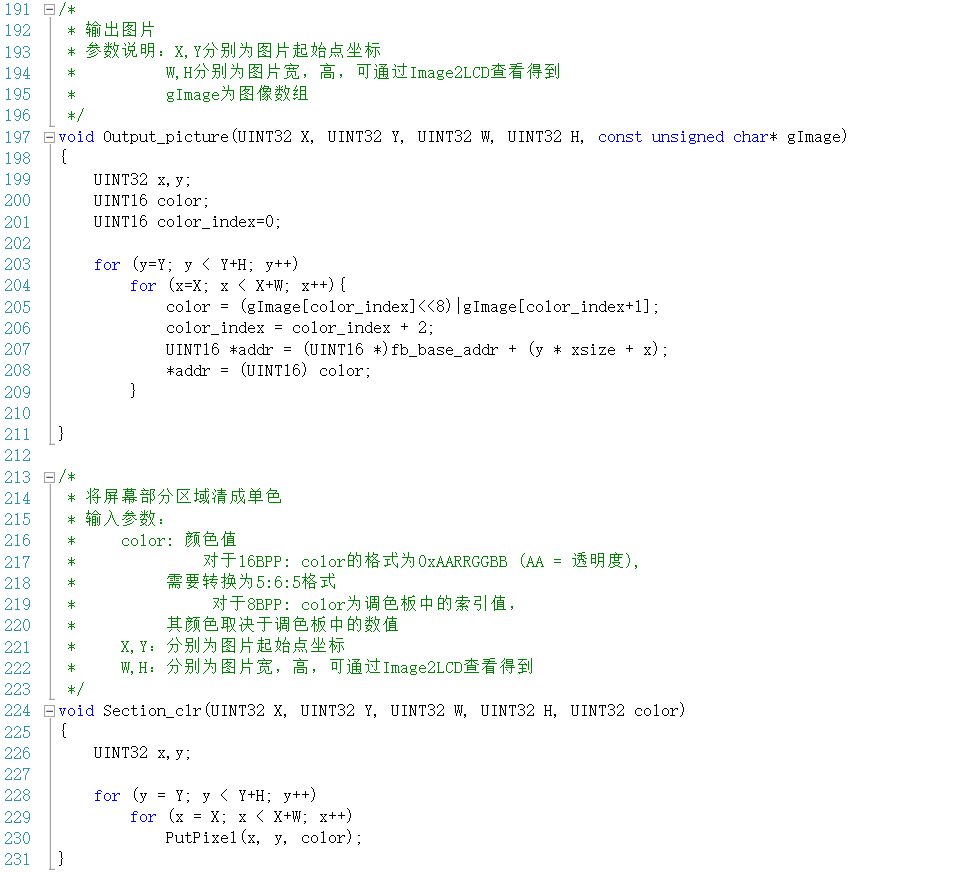 191 /*
192  * 输出图片
193  * 参数说明：X,Y分别为图片起始点坐标
194  *          W,H分别为图片宽，高，可通过Image2LCD查看得到
195  *          gImage为图像数组
196  */
197 void Output_picture(UINT32 X, UINT32 Y, UINT32 W, UINT32 H, const unsigned char* gImage)
198 {
199     UINT32 x,y;
200     UINT16 color;
201     UINT16 color_index=0;
202
203     for (y=Y; y < Y+H; y++)
204         for (x=X; x < X+W; x++){
205             color = (gImage[color_index]<<8)|gImage[color_index+1];
206             color_index = color_index + 2;
207             UINT16 *addr = (UINT16 *)fb_base_addr + (y * xsize + x);
208             *addr = (UINT16) color;
209         }
210
211 }
212
213 /*
214  * 将屏幕部分区域清成单色
215  * 输入参数：
216  *     color: 颜色值
217  *              对于16BPP: color的格式为0xAARRGGBB (AA = 透明度),
218  *          需要转换为5:6:5格式
219  *               对于8BPP: color为调色板中的索引值，
220  *          其颜色取决于调色板中的数值
221  *     X,Y：分别为图片起始点坐标
222  *     W,H：分别为图片宽，高，可通过Image2LCD查看得到
223  */
224 void Section_clr(UINT32 X, UINT32 Y, UINT32 W, UINT32 H, UINT32 color)
225 {
226     UINT32 x,y;
227
228     for (y = Y; y < Y+H; y++)
229         for (x = X; x < X+W; x++)
230             PutPixel(x, y, color);
231 }